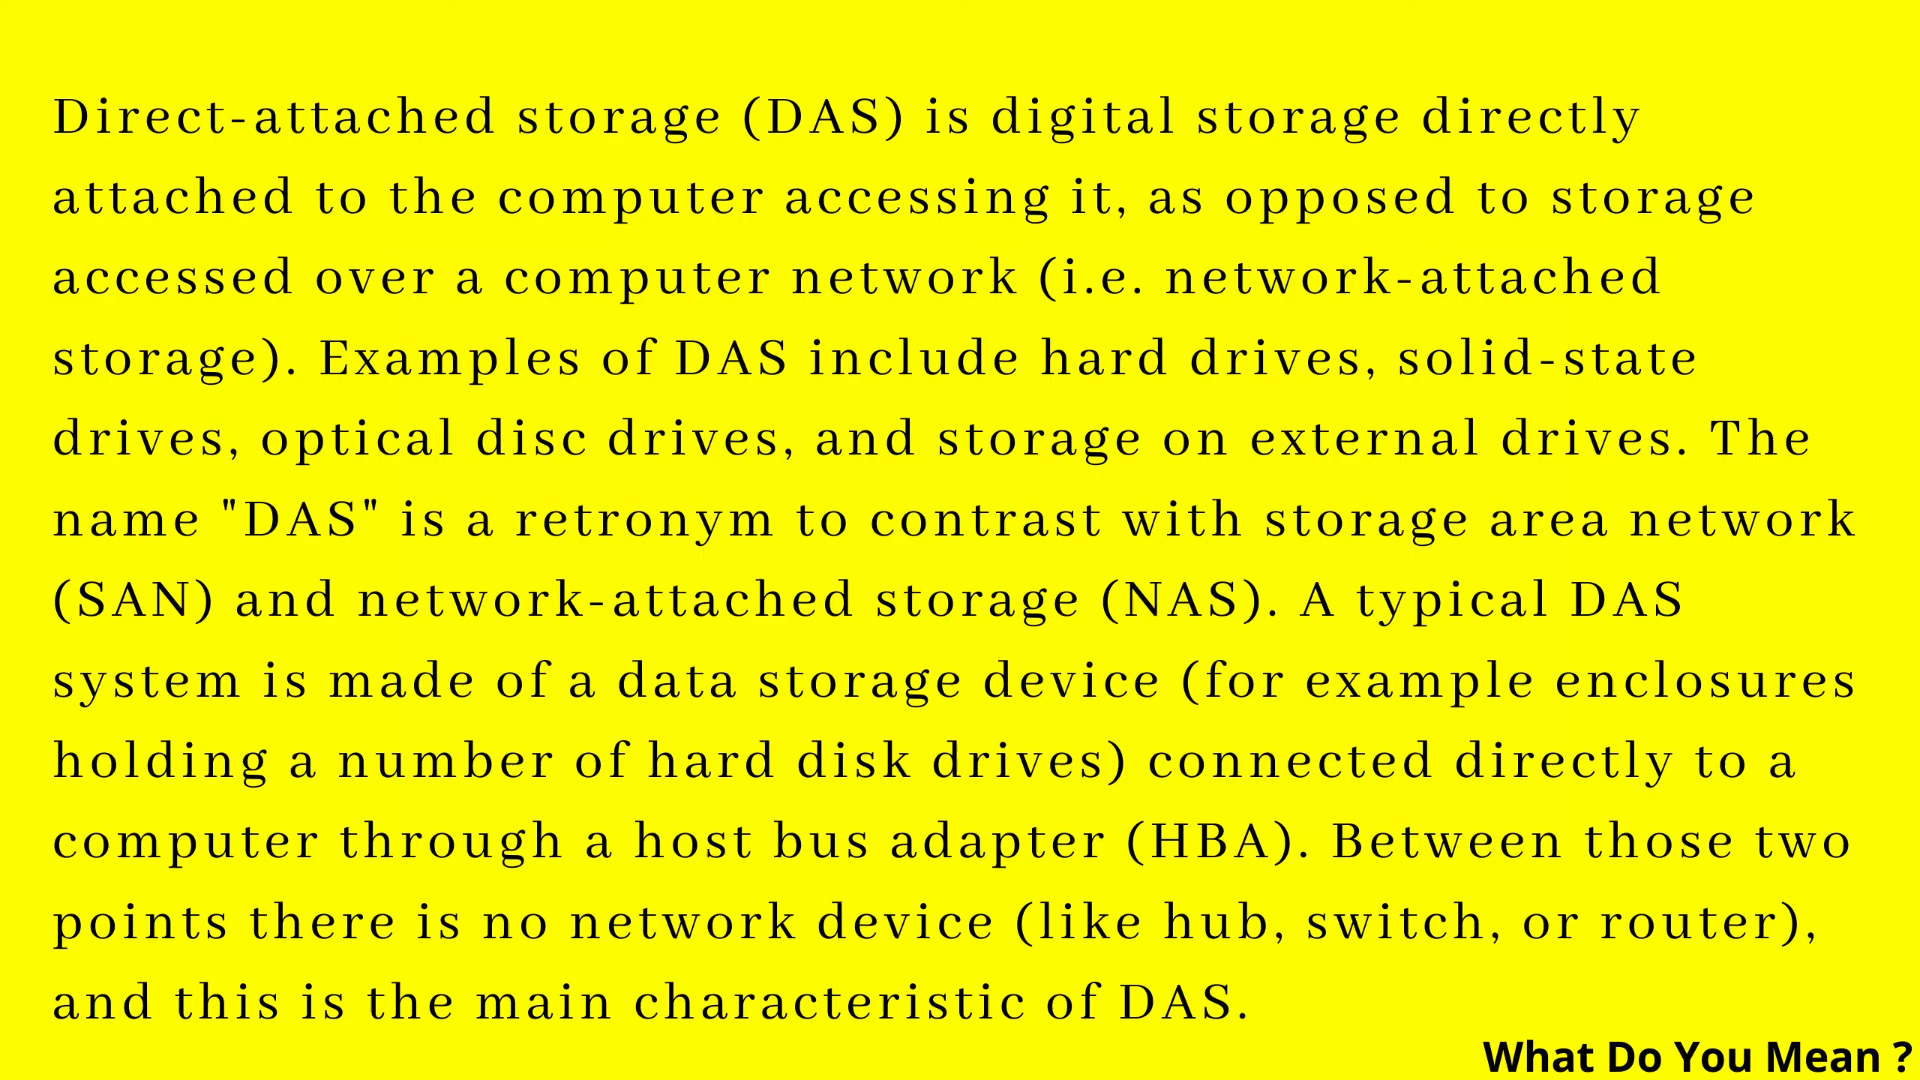 Direct-attached storage (DAS) is digital storage directly
attached to the computer accessing it, as opposed to storage
accessed over a computer network (i.e. network-attached
storage). Examples of DAS include hard drives, solid-state
drives, optical disc drives, and storage on external drives. The
name "DAS" is a retronym to contrast with storage area network
(SAN) and network-attached storage (NAS). A typical DAS
system is made of a data storage device (for example enclosures
holding a number of hard disk drives) connected directly to a
computer through a host bus adapter (HBA). Between those two
points there is no network device (like hub, switch, or router),
and this is the main characteristic of DAS.
What Do You Mean ?